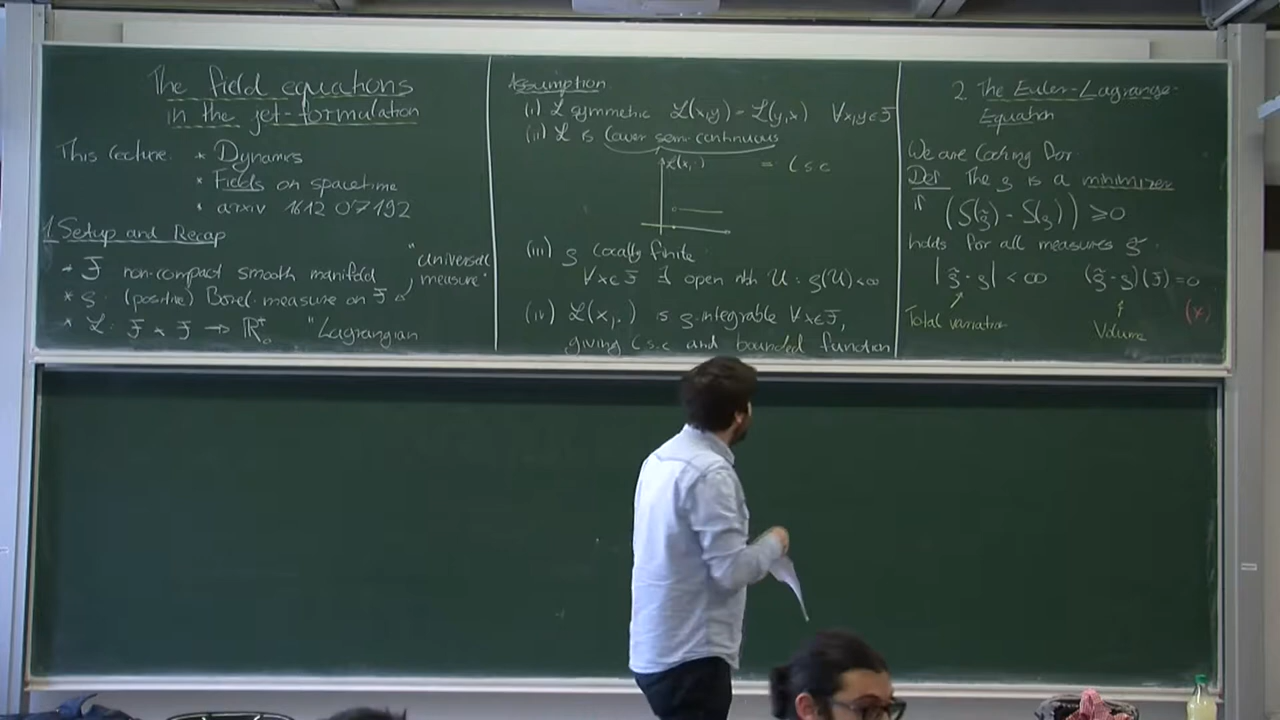 The field equations
in the jet-formulation
This lecture: * Dynamics
* Fields on spacetime
* arxiv 1612.07192
1 Setup and Recap
* ℱ non-compact smooth manifold
* ρ (positive) Borel measure on ℱ
"universal
measure"
* ℒ: ℱ × ℱ → ℝ₀⁺ "Lagrangian
Assumption
(i) ℒ symmetric ℒ(x,y) = ℒ(y,x) ∀x,y∈ℱ
(ii) ℒ is lower semi-continuous
ℒ(x,·) = l.s.c
(iii) ρ locally finite
∀x∈ℱ ∃ open nbh U: ρ(U)<∞
(iv) ℒ(x,·) is ρ-integrable ∀x∈ℱ,
giving l.s.c and bounded function
2. The Euler-Lagrange-
Equation
We are looking for:
Def The ρ is a minimizer
if (S(ρ̃) - S(ρ)) ≥ 0
holds for all measures ρ̃
|ρ̃ - ρ| < ∞ (ρ̃ - ρ)(ℱ) = 0
Total variation Volume (*)